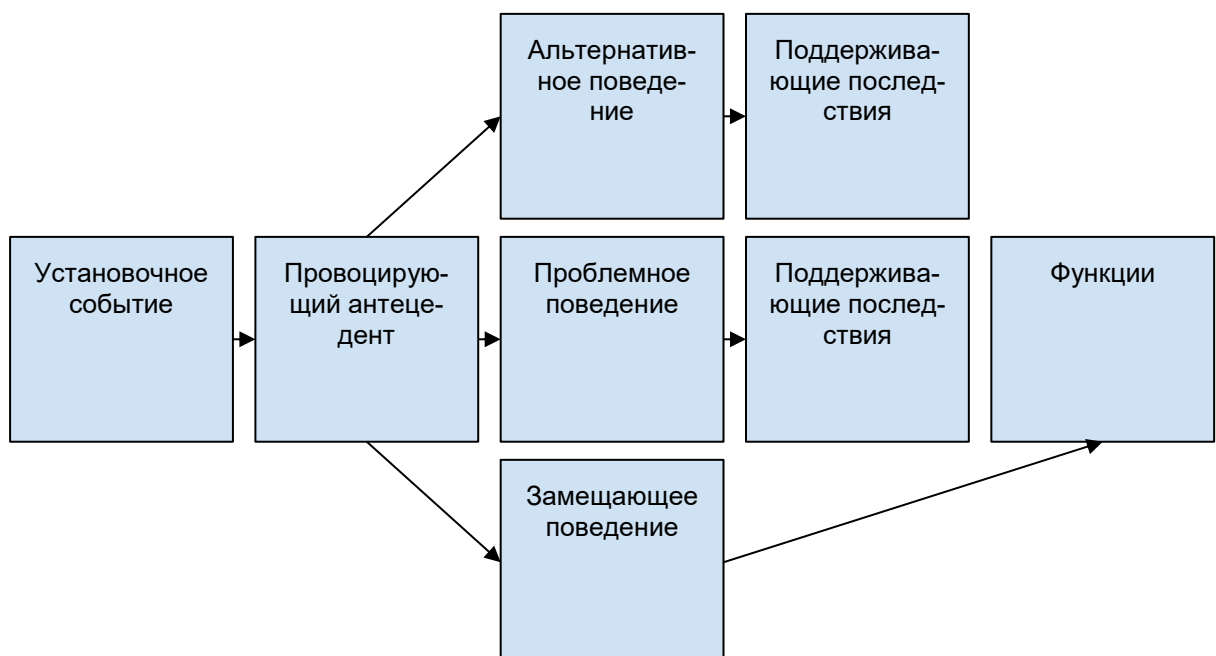 Альтернатив-
ное поведе-
ние
Поддержива-
ющие послед-
ствия
Установочное
событие
Провоцирую-
щий антеце-
дент
Проблемное
поведение
Поддержива-
ющие послед-
ствия
Функции
Замещающее
поведение